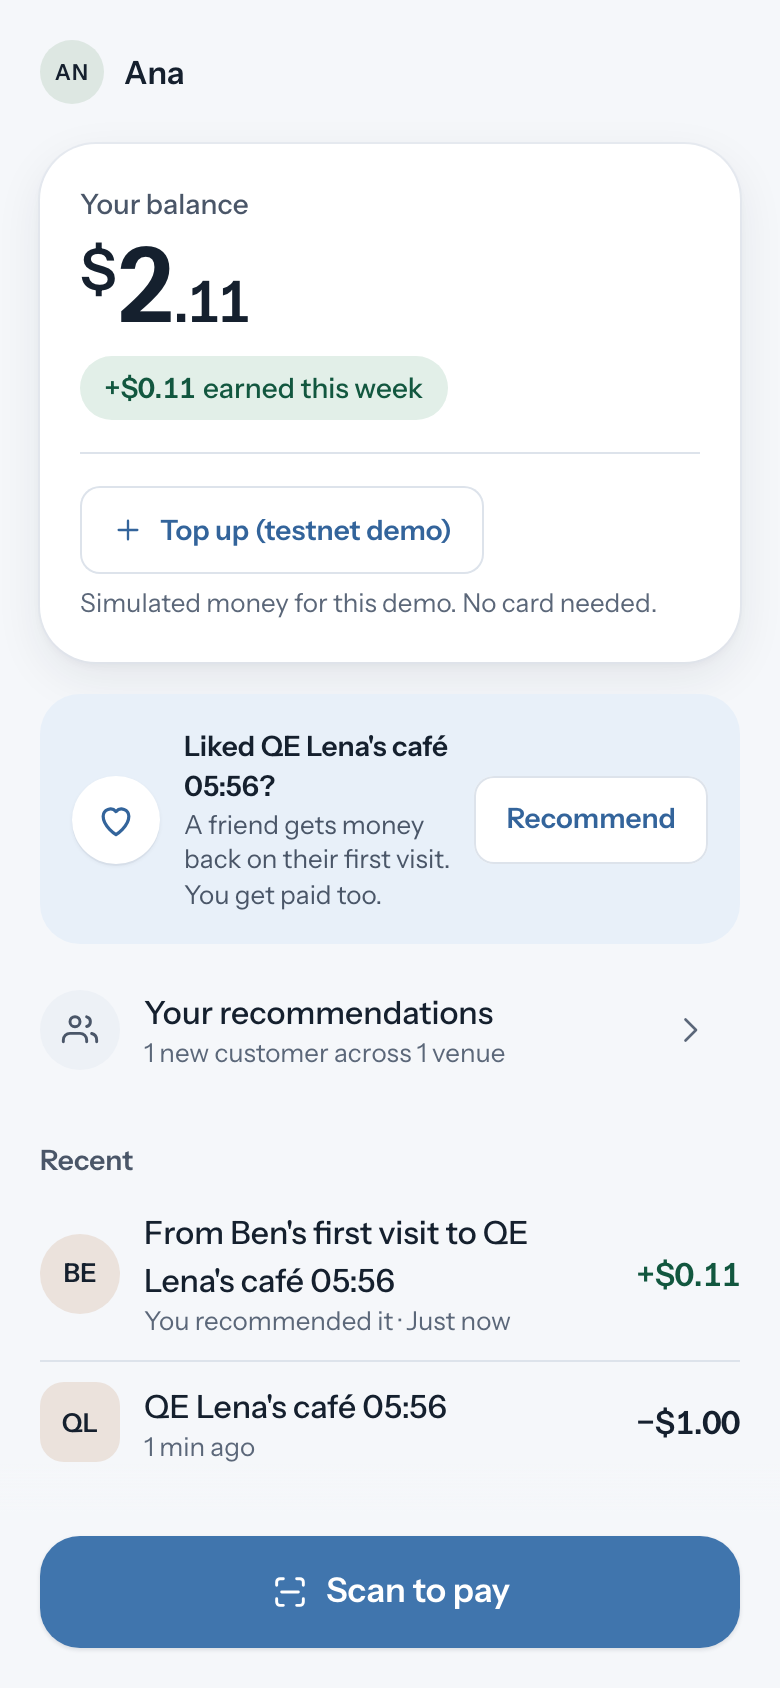 AN
Ana
Your balance
$2.11
+$0.11 earned this week
Top up (testnet demo)
Simulated money for this demo. No card needed.
Liked QE Lena's café
05:56?
A friend gets money
back on their first visit.
You get paid too.
Recommend
Your recommendations
1 new customer across 1 venue
Recent
BE
From Ben's first visit to QE
Lena's café 05:56
You recommended it · Just now
+$0.11
QL
QE Lena's café 05:56
1 min ago
−$1.00
Scan to pay